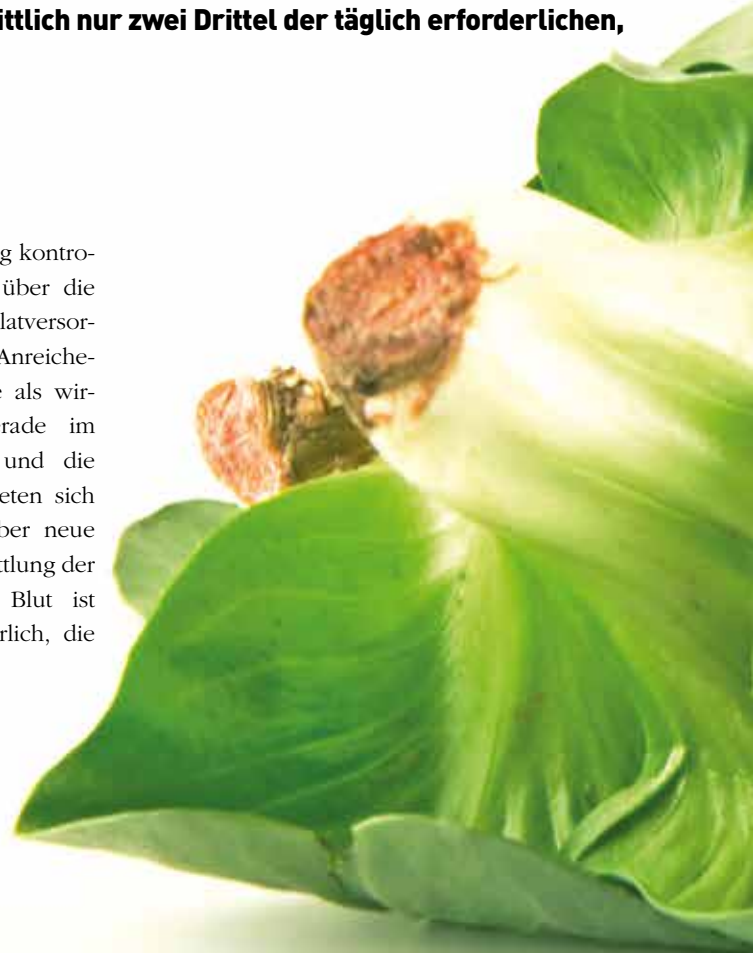 ittlich nur zwei Drittel der täglich erforderlichen,
g kontro-
über die
latversor-
Anreiche-
e als wir-
erade im
und die
eten sich
ber neue
ttlung der
Blut ist
rlich, die